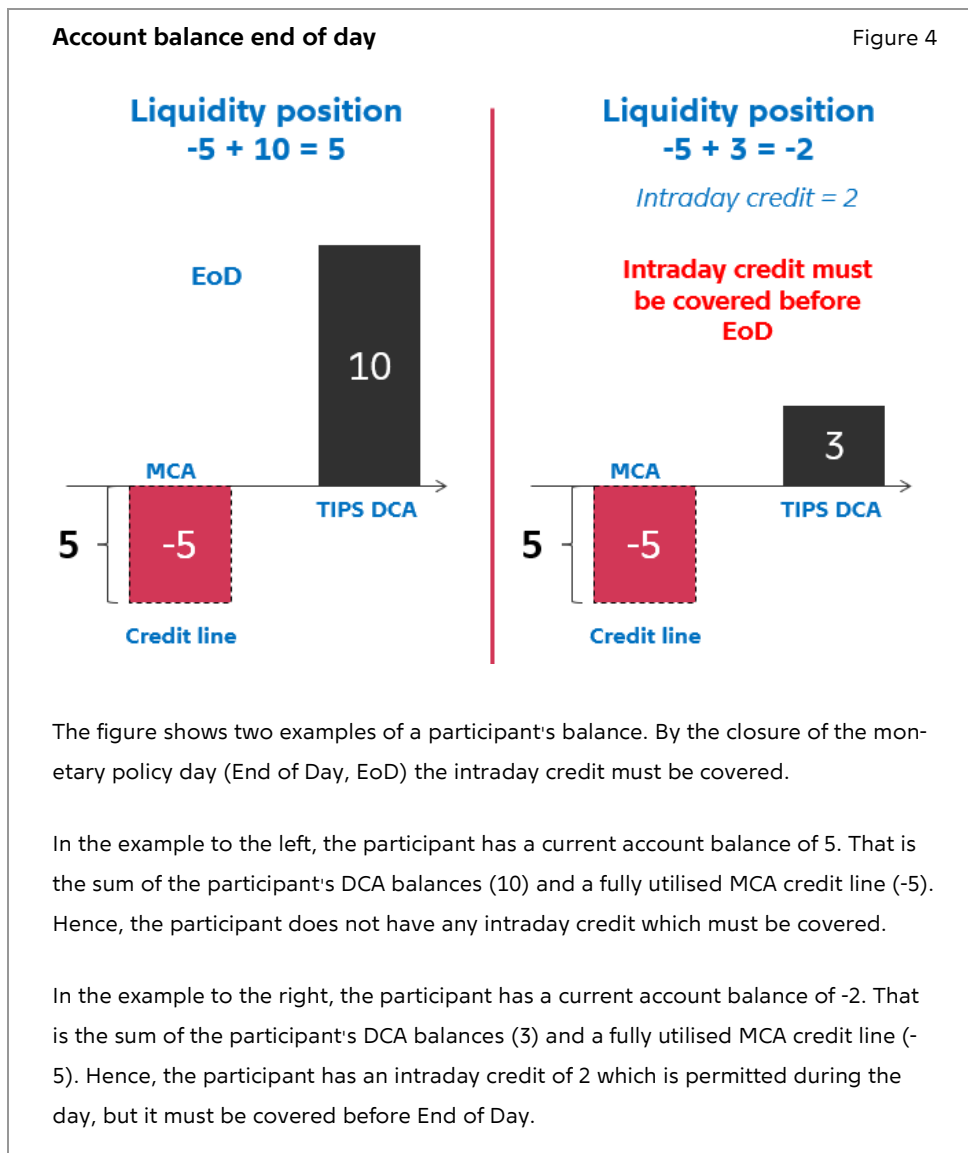 Account balance end of day
Figure 4
Liquidity position
-5 + 10 = 5
Liquidity position
-5 + 3 = -2
Intraday credit = 2
EoD
Intraday credit must
be covered before
EoD
10
3
MCA
MCA
TIPS DCA
TIPS DCA
5
-5
5
-5
Credit line
Credit line
The figure shows two examples of a participant's balance. By the closure of the mon-
etary policy day (End of Day, EoD) the intraday credit must be covered.
In the example to the left, the participant has a current account balance of 5. That is
the sum of the participant's DCA balances (10) and a fully utilised MCA credit line (-5).
Hence, the participant does not have any intraday credit which must be covered.
In the example to the right, the participant has a current account balance of -2. That
is the sum of the participant's DCA balances (3) and a fully utilised MCA credit line (-
5). Hence, the participant has an intraday credit of 2 which is permitted during the
day, but it must be covered before End of Day.